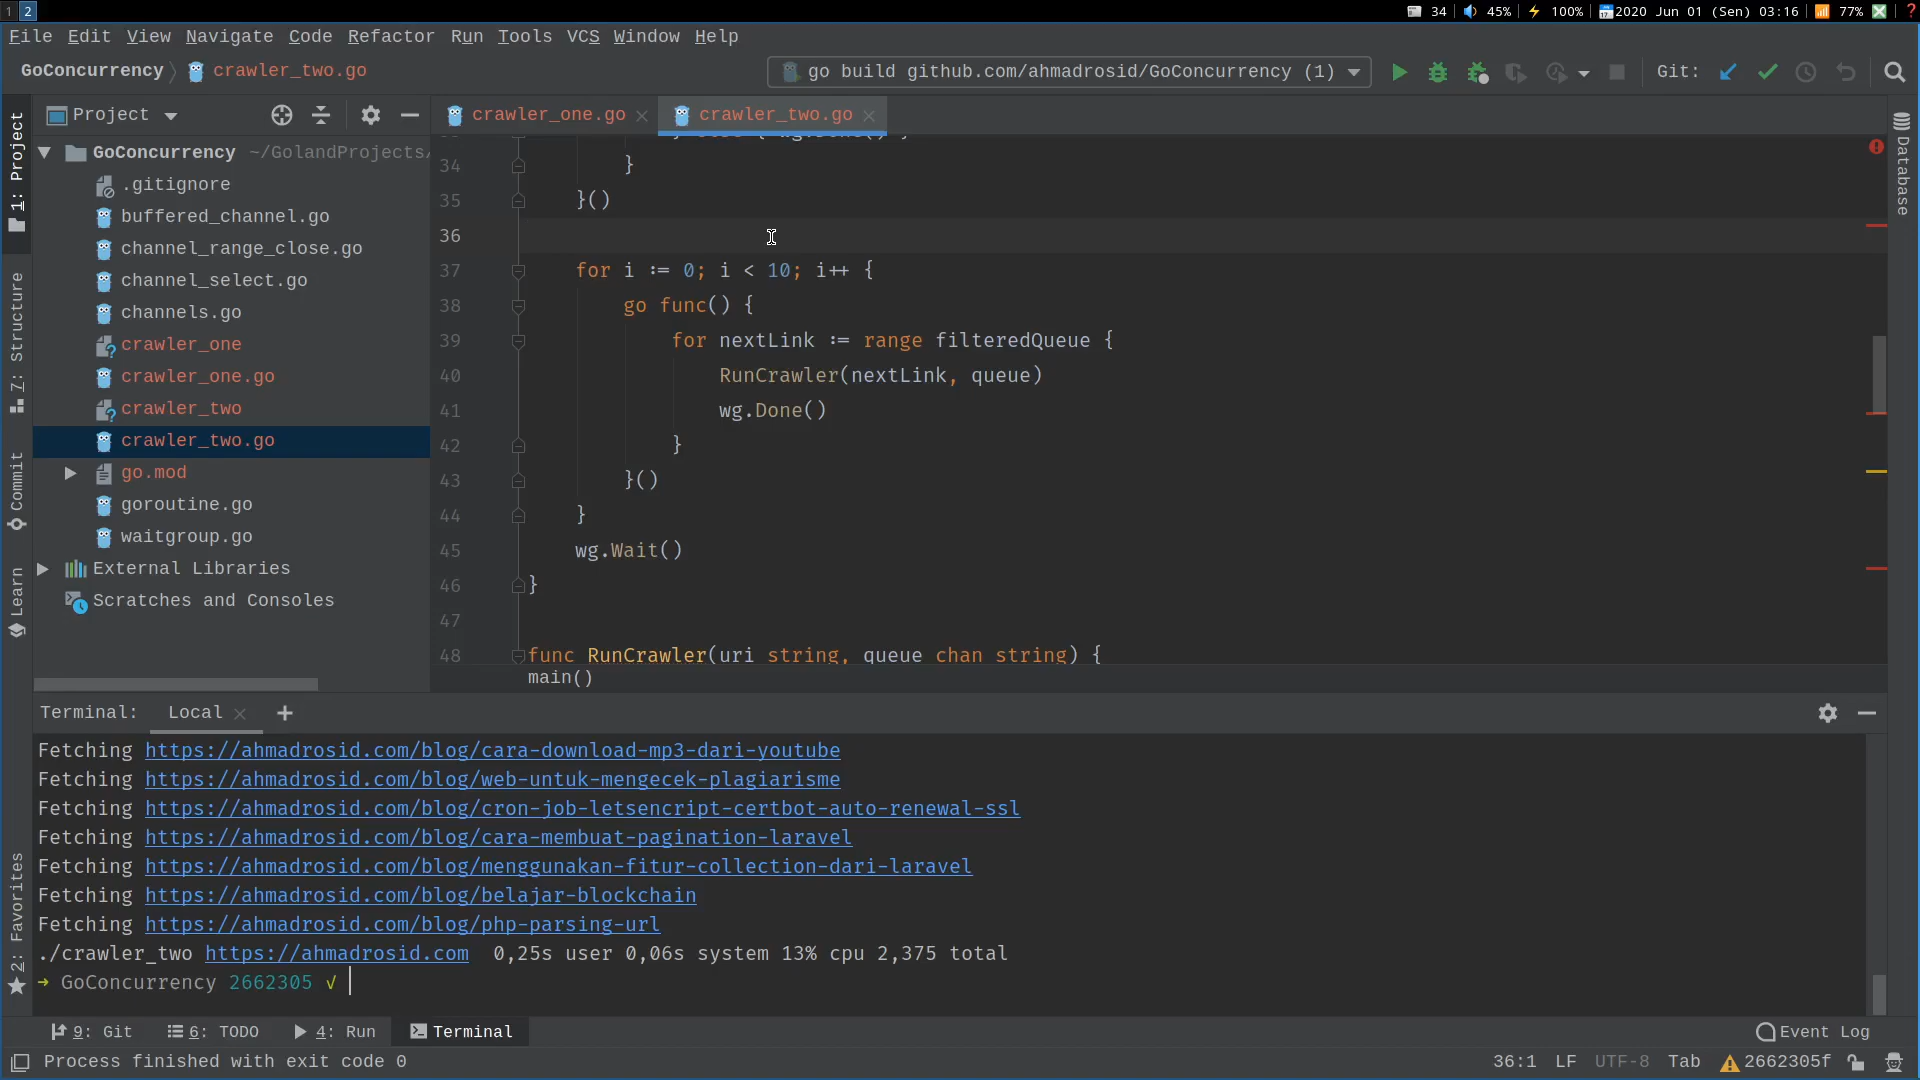 1 2 34 45% 100% 2020 Jun 01 (Sen) 03:16 77% ?
File Edit View Navigate Code Refactor Run Tools VCS Window Help
GoConcurrency crawler_two.go go build github.com/ahmadrosid/GoConcurrency (1) Git:
Project crawler_one.go crawler_two.go
1: Project
7: Structure
Commit
Learn
2: Favorites
Database
GoConcurrency ~/GolandProjects/
.gitignore
buffered_channel.go
channel_range_close.go
channel_select.go
channels.go
crawler_one
crawler_one.go
crawler_two
crawler_two.go
go.mod
goroutine.go
waitgroup.go
External Libraries
Scratches and Consoles
34 }
35 }()
36
37 for i := 0; i < 10; i++ {
38 go func() {
39 for nextLink := range filteredQueue {
40 RunCrawler(nextLink, queue)
41 wg.Done()
42 }
43 }()
44 }
45 wg.Wait()
46 }
47
48 func RunCrawler(uri string, queue chan string) {
main()
Terminal: Local +
Fetching https://ahmadrosid.com/blog/cara-download-mp3-dari-youtube
Fetching https://ahmadrosid.com/blog/web-untuk-mengecek-plagiarisme
Fetching https://ahmadrosid.com/blog/cron-job-letsencript-certbot-auto-renewal-ssl
Fetching https://ahmadrosid.com/blog/cara-membuat-pagination-laravel
Fetching https://ahmadrosid.com/blog/menggunakan-fitur-collection-dari-laravel
Fetching https://ahmadrosid.com/blog/belajar-blockchain
Fetching https://ahmadrosid.com/blog/php-parsing-url
./crawler_two https://ahmadrosid.com 0,25s user 0,06s system 13% cpu 2,375 total
→ GoConcurrency 2662305 √
9: Git 6: TODO 4: Run Terminal Event Log
Process finished with exit code 0 36:1 LF UTF-8 Tab 2662305f